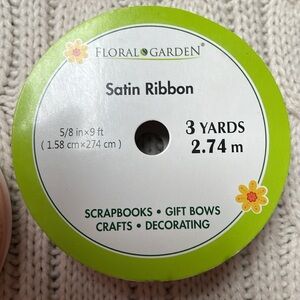 FLORAL GARDEN®
Satin Ribbon
5/8 in×9 ft
( 1.58 cm×274 cm )
3 YARDS
2.74 m
SCRAPBOOKS • GIFT BOWS
CRAFTS • DECORATING